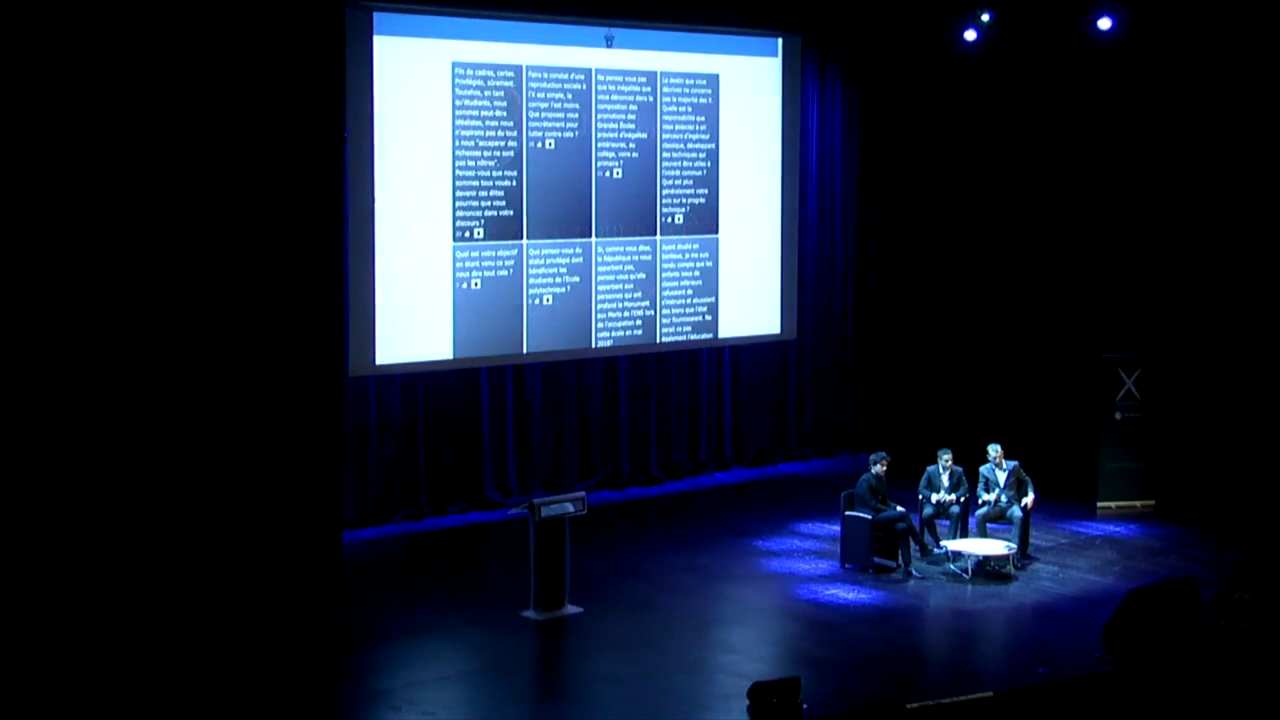 Fils de cadres, certes.
Privilégiés, sûrement.
Toutefois, en tant
qu'étudiants, nous
sommes peut-être
idéalistes, mais nous
n'aspirons pas du tout
à nous "accaparer des
richesses qui ne sont
pas les nôtres".
Pensez-vous que nous
sommes tous voués à
devenir ces élites
pourries que vous
dénoncez dans votre
discours ?
Faire le constat d'une
reproduction sociale à
l'X est simple, la
corriger l'est moins.
Que proposez vous
concrètement pour
lutter contre cela ?
Ne pensez vous pas
que les inégalités que
vous dénoncez dans la
composition des
promotions des
Grandes Écoles
provient d'inégalités
antérieures, au
collège, voire au
primaire ?
Le destin que vous
décrivez ne concerne
pas la majorité des X.
Quelle est la
responsabilité que
vous associez à un
parcours d'ingénieur
classique, développant
des techniques qui
peuvent être utiles à
l'intérêt commun ?
Quel est plus
généralement votre
avis sur le progrès
technique ?
Quel est votre objectif
en étant venu ce soir
nous dire tout cela ?
Que pensez-vous du
statut privilégié dont
bénéficient les
étudiants de l'Ecole
polytechnique ?
Si, comme vous dites,
la République ne nous
appartient pas,
pensez-vous qu'elle
appartient aux
personnes qui ont
profané le Monument
aux Morts de l'ENS lors
de l'occupation de
cette école en mai
2018?
Ayant étudié en
banlieue, je me suis
rendu compte que les
enfants issus de
classes inférieurs
refusaient de
s'instruire et abusaient
des biens que l'état
leur fournissaient. Ne
serait ce pas
également l'éducation
X